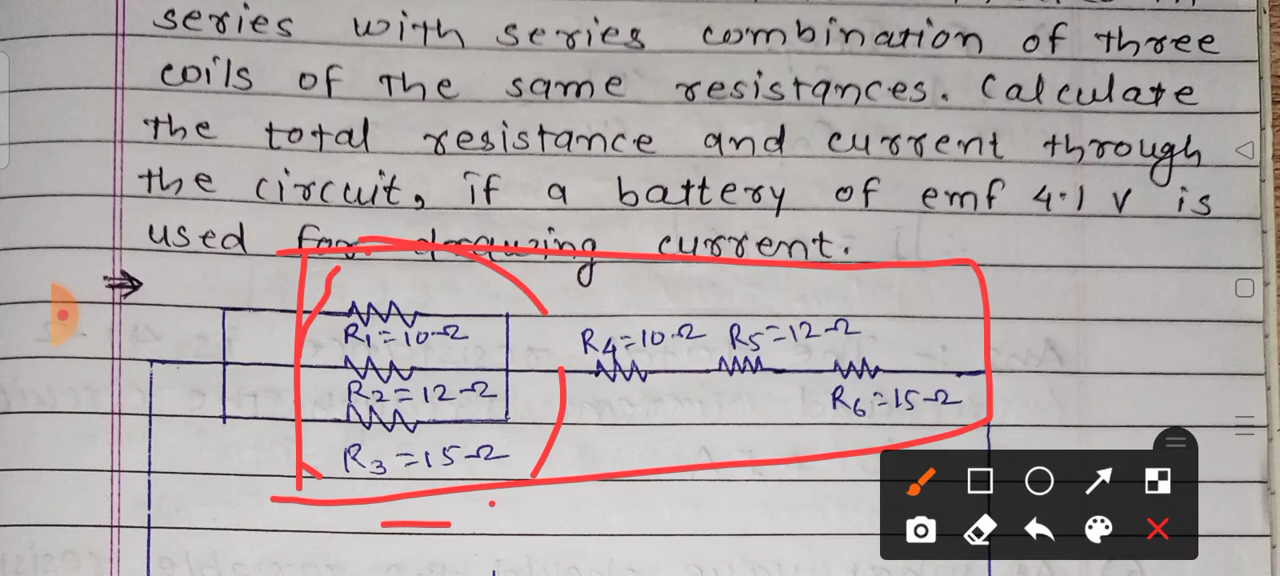 series with series combination of three
coils of the same resistances. Calculate
the total resistance and current through
the circuit, if a battery of emf 4.1 V is
used for drawing current.
⇒
R1=10Ω
R4=10Ω R5=12Ω
R2=12Ω
R6=15Ω
R3=15Ω